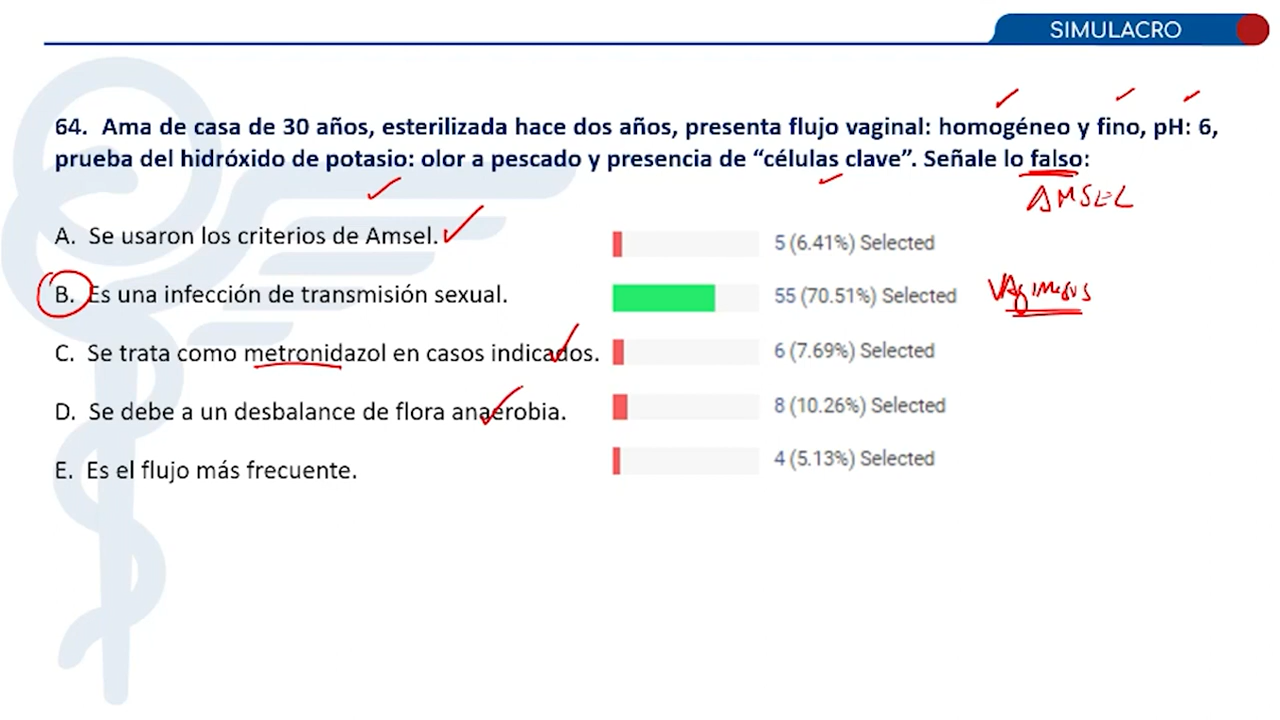 SIMULACRO
64. Ama de casa de 30 años, esterilizada hace dos años, presenta flujo vaginal: homogéneo y fino, pH: 6,
prueba del hidróxido de potasio: olor a pescado y presencia de “células clave”. Señale lo falso:
AMSEL
A. Se usaron los criterios de Amsel.
5 (6.41%) Selected
B. Es una infección de transmisión sexual.
55 (70.51%) Selected
C. Se trata como metronidazol en casos indicados.
6 (7.69%) Selected
D. Se debe a un desbalance de flora anaerobia.
8 (10.26%) Selected
E. Es el flujo más frecuente.
4 (5.13%) Selected